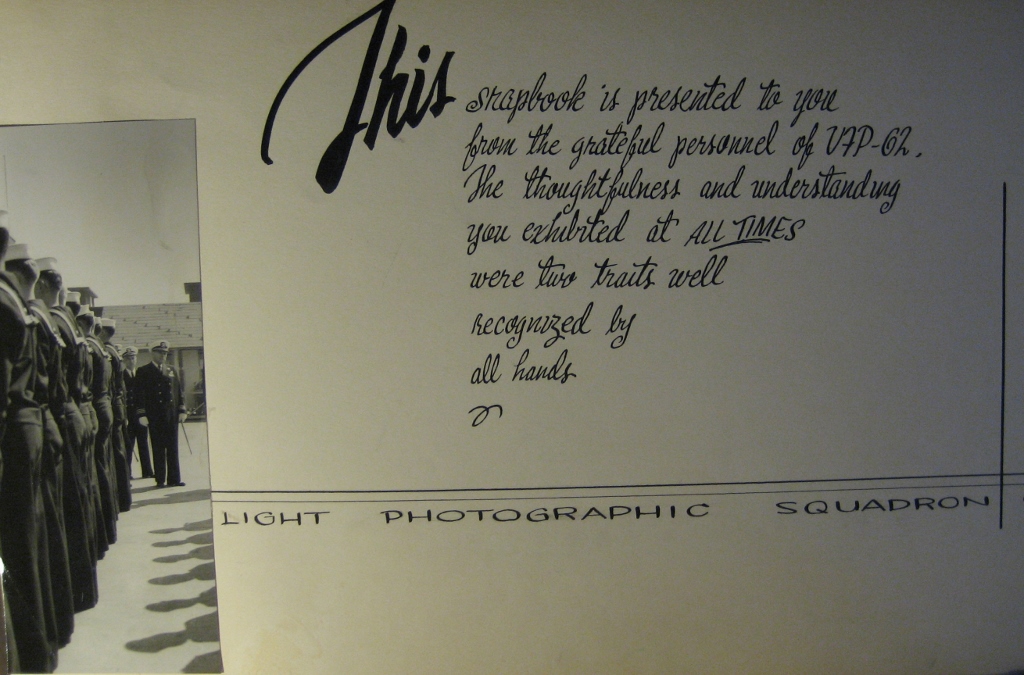 This
srapbook is presented to you
from the grateful personnel of VFP-62.
The thoughtfulness and understanding
you exhibited at ALL TIMES
were two traits well
recognized by
all hands
LIGHT PHOTOGRAPHIC SQUADRON